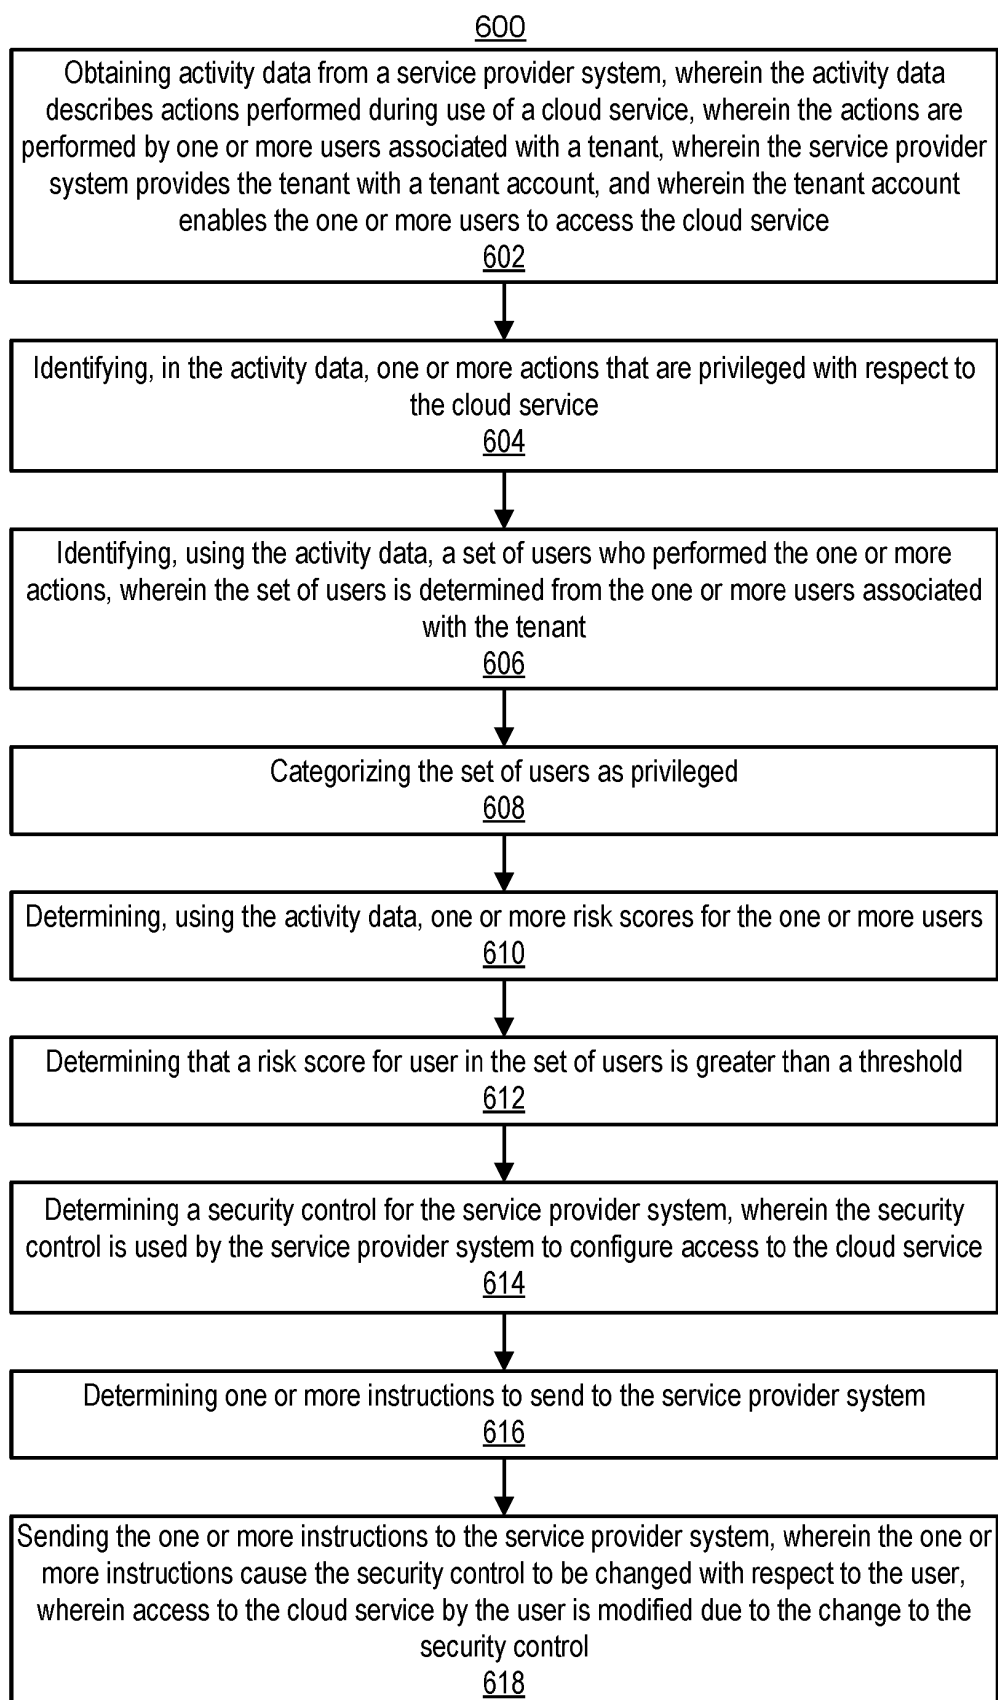 600
Obtaining activity data from a service provider system, wherein the activity data
describes actions performed during use of a cloud service, wherein the actions are
performed by one or more users associated with a tenant, wherein the service provider
system provides the tenant with a tenant account, and wherein the tenant account
enables the one or more users to access the cloud service
602
Identifying, in the activity data, one or more actions that are privileged with respect to
the cloud service
604
Identifying, using the activity data, a set of users who performed the one or more
actions, wherein the set of users is determined from the one or more users associated
with the tenant
606
Categorizing the set of users as privileged
608
Determining, using the activity data, one or more risk scores for the one or more users
610
Determining that a risk score for user in the set of users is greater than a threshold
612
Determining a security control for the service provider system, wherein the security
control is used by the service provider system to configure access to the cloud service
614
Determining one or more instructions to send to the service provider system
616
Sending the one or more instructions to the service provider system, wherein the one or
more instructions cause the security control to be changed with respect to the user,
wherein access to the cloud service by the user is modified due to the change to the
security control
618